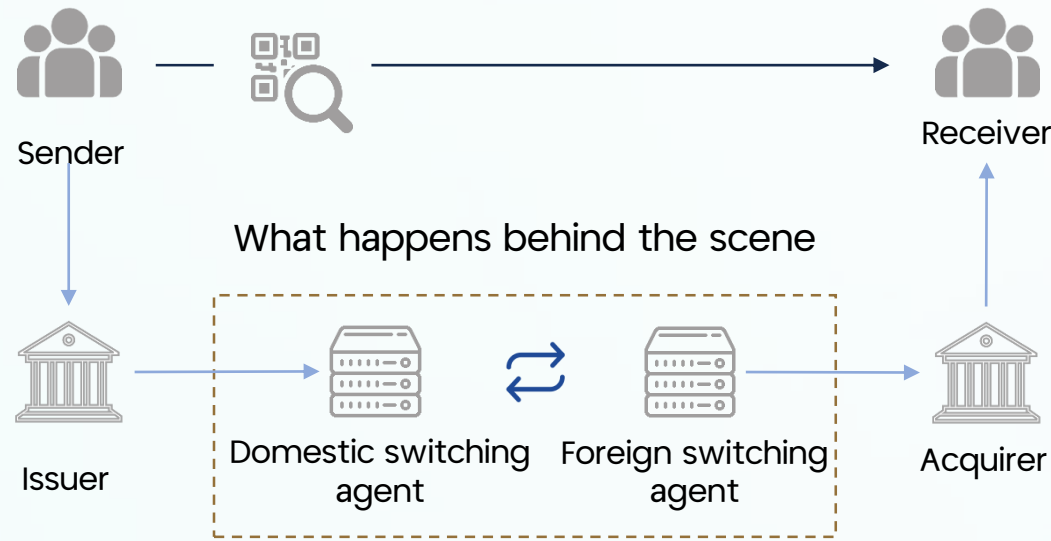 Sender
Receiver
What happens behind the scene
Issuer
Domestic switching
agent
Foreign switching
agent
Acquirer